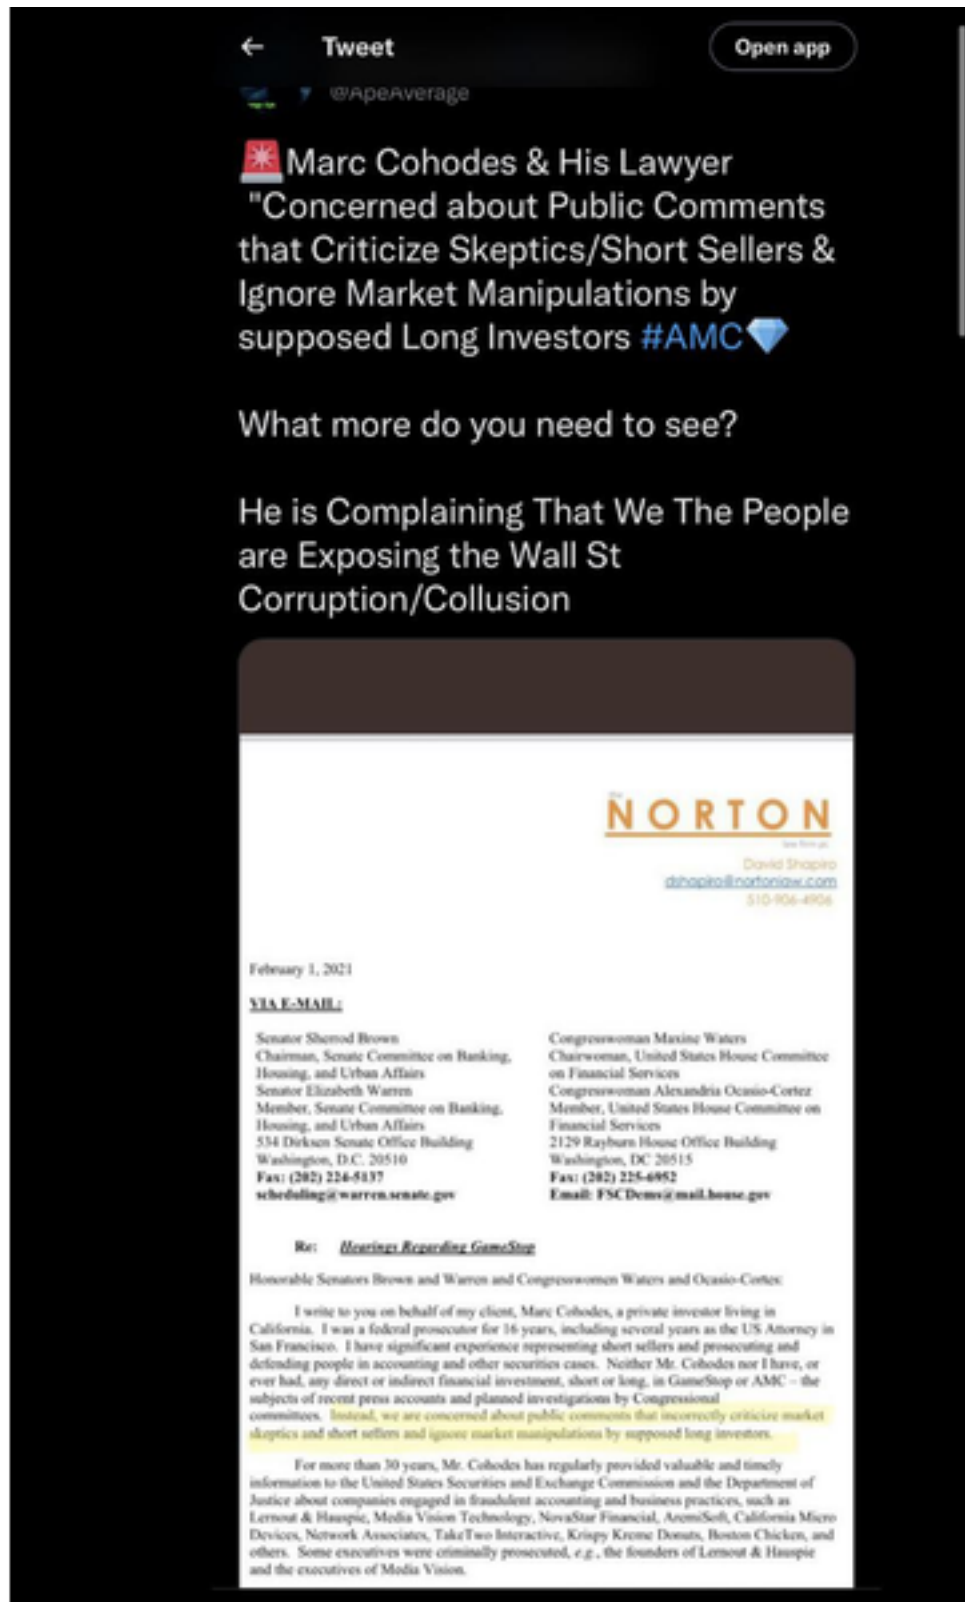 Tweet
Open app
@ApeAverage
Marc Cohodes & His Lawyer
"Concerned about Public Comments
that Criticize Skeptics/Short Sellers &
Ignore Market Manipulations by
supposed Long Investors #AMC💎
What more do you need to see?
He is Complaining That We The People
are Exposing the Wall St
Corruption/Collusion
the
NORTON
law firm pc
David Shapiro
dshapiro@nortonlaw.com
510-906-4906
February 1, 2021
VIA E-MAIL:
Senator Sherrod Brown
Chairman, Senate Committee on Banking,
Housing, and Urban Affairs
Senator Elizabeth Warren
Member, Senate Committee on Banking,
Housing, and Urban Affairs
534 Dirksen Senate Office Building
Washington, D.C. 20510
Fax: (202) 224-5137
scheduling@warren.senate.gov
Congresswoman Maxine Waters
Chairwoman, United States House Committee
on Financial Services
Congresswoman Alexandria Ocasio-Cortez
Member, United States House Committee on
Financial Services
2129 Rayburn House Office Building
Washington, DC 20515
Fax: (202) 225-6952
Email: FSCDems@mail.house.gov
Re: Hearings Regarding GameStop
Honorable Senators Brown and Warren and Congresswomen Waters and Ocasio-Cortes:
I write to you on behalf of my client, Marc Cohodes, a private investor living in
California. I was a federal prosecutor for 16 years, including several years as the US Attorney in
San Francisco. I have significant experience representing short sellers and prosecuting and
defending people in accounting and other securities cases. Neither Mr. Cohodes nor I have, or
ever had, any direct or indirect financial investment, short or long, in GameStop or AMC – the
subjects of recent press accounts and planned investigations by Congressional
committees. Instead, we are concerned about public comments that incorrectly criticize market
skeptics and short sellers and ignore market manipulations by supposed long investors.
For more than 30 years, Mr. Cohodes has regularly provided valuable and timely
information to the United States Securities and Exchange Commission and the Department of
Justice about companies engaged in fraudulent accounting and business practices, such as
Lernout & Hauspie, Media Vision Technology, NovaStar Financial, AremiSoft, California Micro
Devices, Network Associates, TakeTwo Interactive, Krispy Kreme Donuts, Boston Chicken, and
others. Some executives were criminally prosecuted, e.g., the founders of Lernout & Hauspie
and the executives of Media Vision.